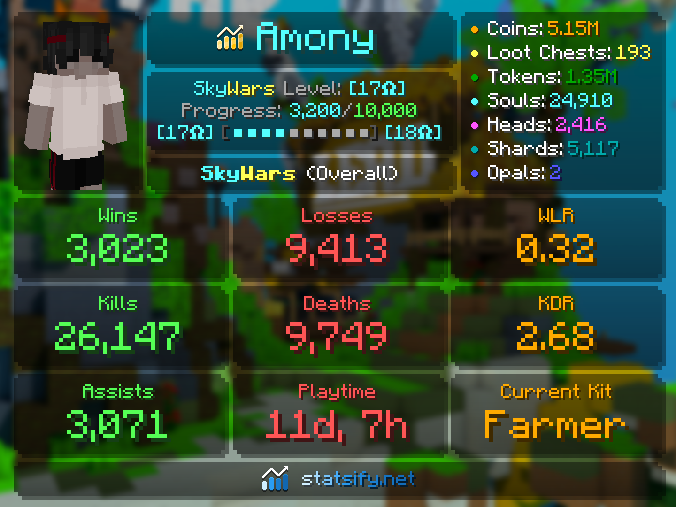 Amony
SkyWars Level: [17Ω]
Progress: 3,200/10,000
[17Ω] [■■■■■■■■■■] [18Ω]
SkyWars (Overall)
• Coins: 5.15M
• Loot Chests: 193
• Tokens: 1.35M
• Souls: 24,910
• Heads: 2,416
• Shards: 5,117
• Opals: 2
Wins
3,023
Losses
9,413
WLR
0.32
Kills
26,147
Deaths
9,749
KDR
2.68
Assists
3,071
Playtime
11d, 7h
Current Kit
Farmer
statsify.net